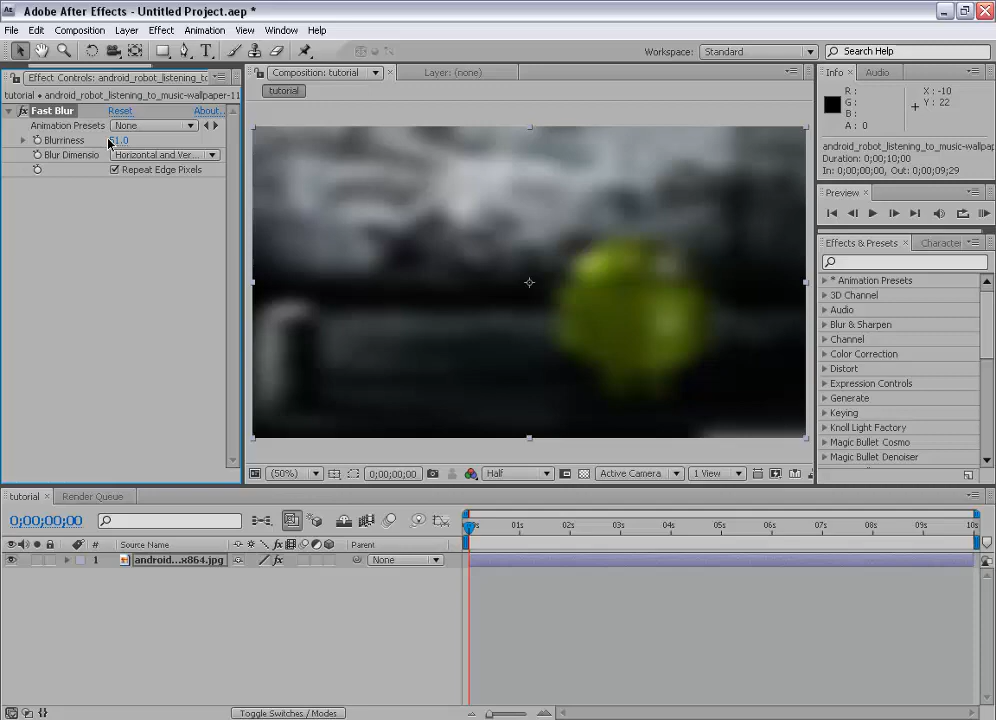 Adobe After Effects - Untitled Project.aep *
File Edit Composition Layer Effect Animation View Window Help
Workspace: Standard Search Help
Effect Controls: android_robot_listening_to
tutorial • android_robot_listening_to_music-wallpaper-11
Fast Blur Reset About...
Animation Presets None
Blurriness 1.0
Blur Dimensio Horizontal and Ver...
Repeat Edge Pixels
Composition: tutorial Layer: (none)
tutorial
(50%) 0;00;00;00 Half Active Camera 1 View
Info Audio
R : X : -10
G : Y : 22
B :
A : 0
android_robot_listening_to_music-wallpap
Duration: 0;00;10;00
In: 0;00;00;00, Out: 0;00;09;29
Preview
Effects & Presets Character
* Animation Presets
3D Channel
Audio
Blur & Sharpen
Channel
Color Correction
Distort
Expression Controls
Generate
Keying
Knoll Light Factory
Magic Bullet Cosmo
Magic Bullet Denoiser
tutorial Render Queue
0;00;00;00
01s 02s 03s 04s 05s 06s 07s 08s 09s 10s
# Source Name Parent
1 android...x864.jpg None
Toggle Switches / Modes